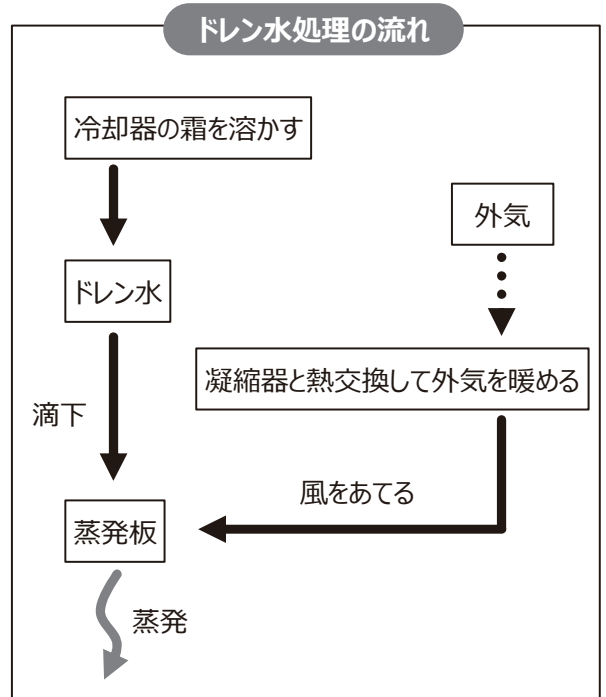 ドレン水処理の流れ
冷却器の霜を溶かす
外気
ドレン水
凝縮器と熱交換して外気を暖める
滴下
風をあてる
蒸発板
蒸発